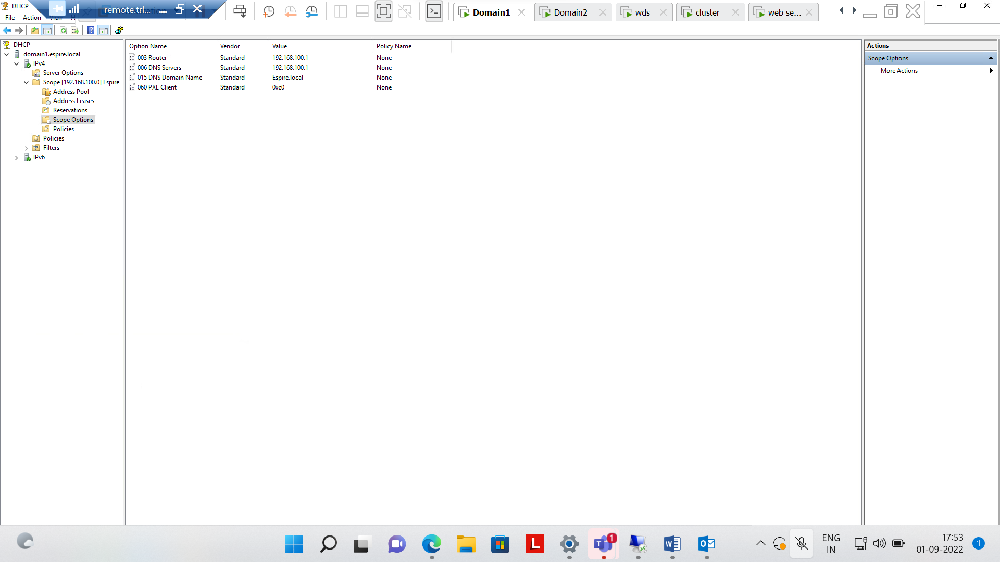 DHCP
remote.trl...
Domain1
Domain2
wds
cluster
web se...
File Action
DHCP
domain1.espire.local
IPv4
Server Options
Scope [192.168.100.0] Espire
Address Pool
Address Leases
Reservations
Scope Options
Policies
Policies
Filters
IPv6
Option Name Vendor Value Policy Name
003 Router Standard 192.168.100.1 None
006 DNS Servers Standard 192.168.100.1 None
015 DNS Domain Name Standard Espire.local None
060 PXE Client Standard 0xc0 None
Actions
Scope Options
More Actions
L
T
1
W
O
ENG
IN
17:53
01-09-2022
1